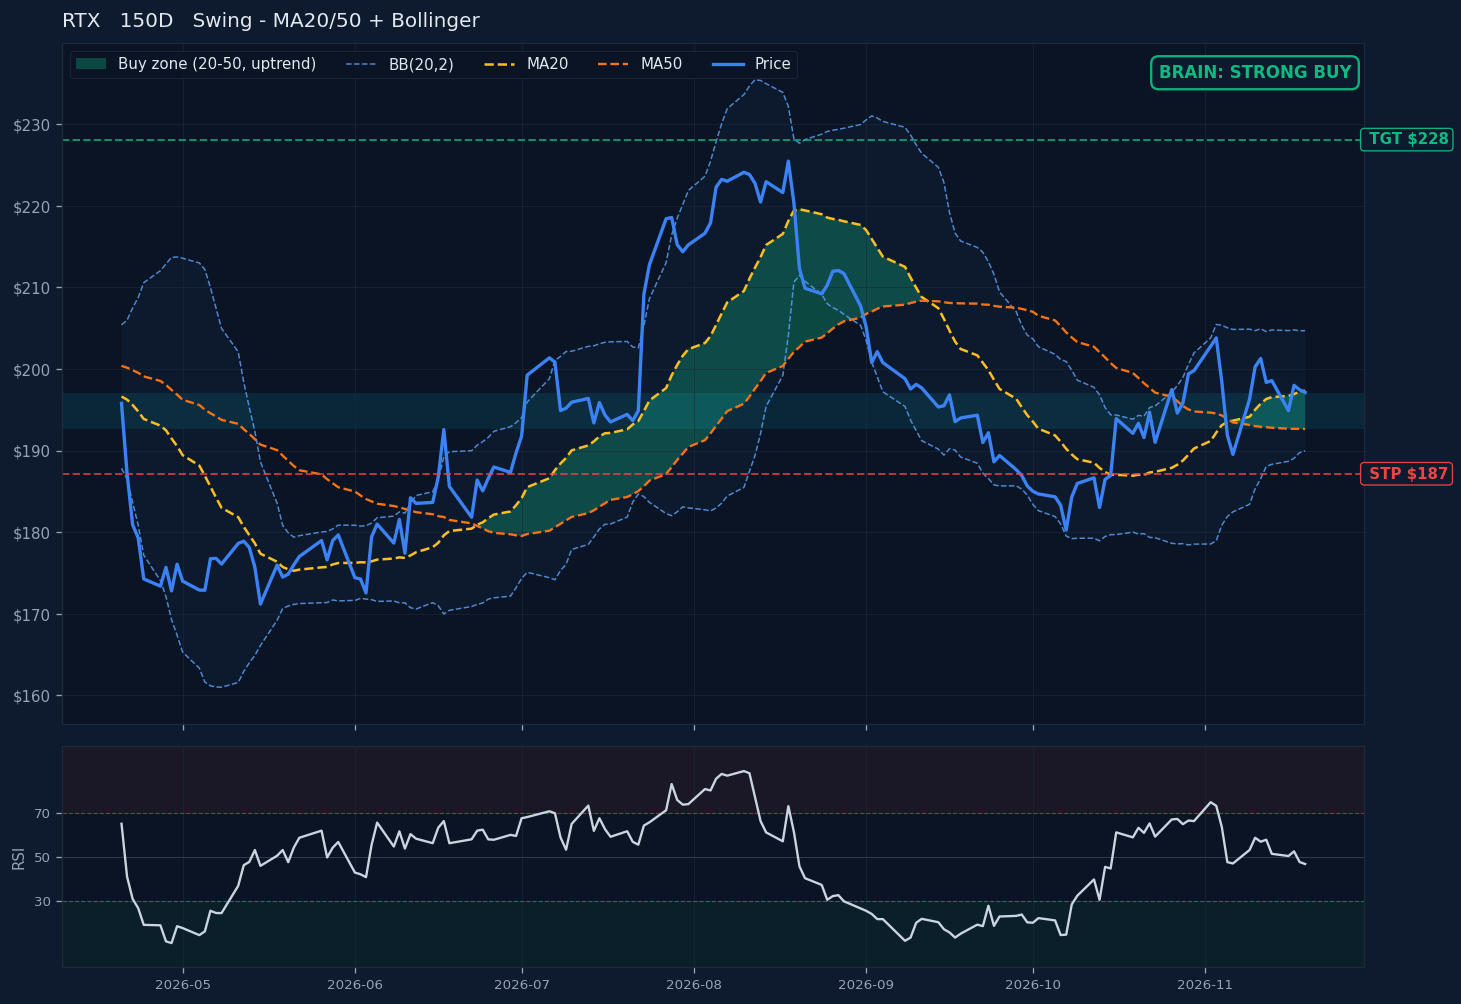 RTX 150D Swing - MA20/50 + Bollinger
Buy zone (20-50, uptrend) BB(20,2) MA20 MA50 Price
BRAIN: STRONG BUY
$230
TGT $228
$220
$210
$200
$190
STP $187
$180
$170
$160
RSI
70
50
30
2026-05 2026-06 2026-07 2026-08 2026-09 2026-10 2026-11